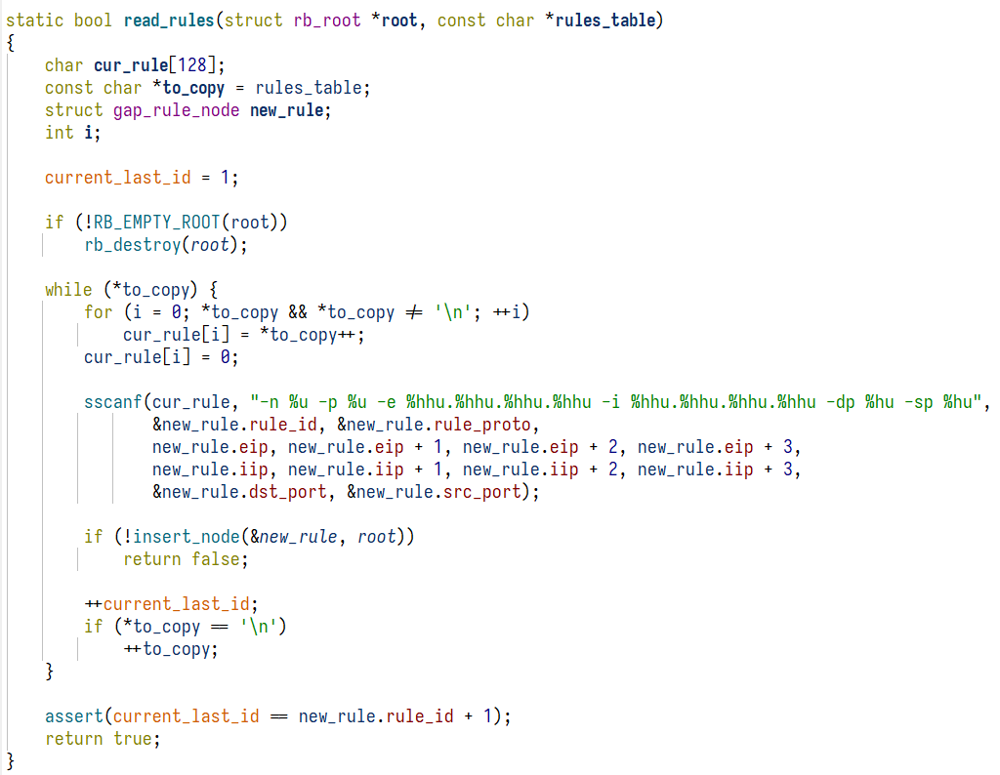 static bool read_rules(struct rb_root *root, const char *rules_table)
{
    char cur_rule[128];
    const char *to_copy = rules_table;
    struct gap_rule_node new_rule;
    int i;

    current_last_id = 1;

    if (!RB_EMPTY_ROOT(root))
        rb_destroy(root);

    while (*to_copy) {
        for (i = 0; *to_copy && *to_copy != '\n'; ++i)
            cur_rule[i] = *to_copy++;
        cur_rule[i] = 0;

        sscanf(cur_rule, "-n %u -p %u -e %hhu.%hhu.%hhu.%hhu -i %hhu.%hhu.%hhu.%hhu -dp %hu -sp %hu",
               &new_rule.rule_id, &new_rule.rule_proto,
               new_rule.eip, new_rule.eip + 1, new_rule.eip + 2, new_rule.eip + 3,
               new_rule.iip, new_rule.iip + 1, new_rule.iip + 2, new_rule.iip + 3,
               &new_rule.dst_port, &new_rule.src_port);

        if (!insert_node(&new_rule, root))
            return false;

        ++current_last_id;
        if (*to_copy == '\n')
            ++to_copy;
    }

    assert(current_last_id == new_rule.rule_id + 1);
    return true;
}